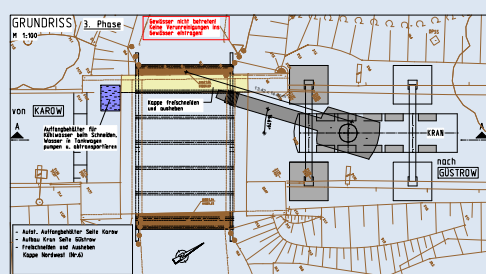 GRUNDRISS
3. Phase
M 1:100
Gewässer nicht betreten!
Keine Verunreinigungen ins
Gewässer eintragen!
Kappe freischneiden
und ausheben
von KAROW
Auffangbehälter für
Kühlwasser beim Schneiden,
Wasser in Tankwagen
pumpen u. abtransportieren
A
KRAN
A
nach
GÜSTROW
- Aufst. Auffangbehälter Seite Karow
- Aufbau Kran Seite Güstrow
- Freischneiden und Ausheben
Kappe Nordwest (Nr.6)